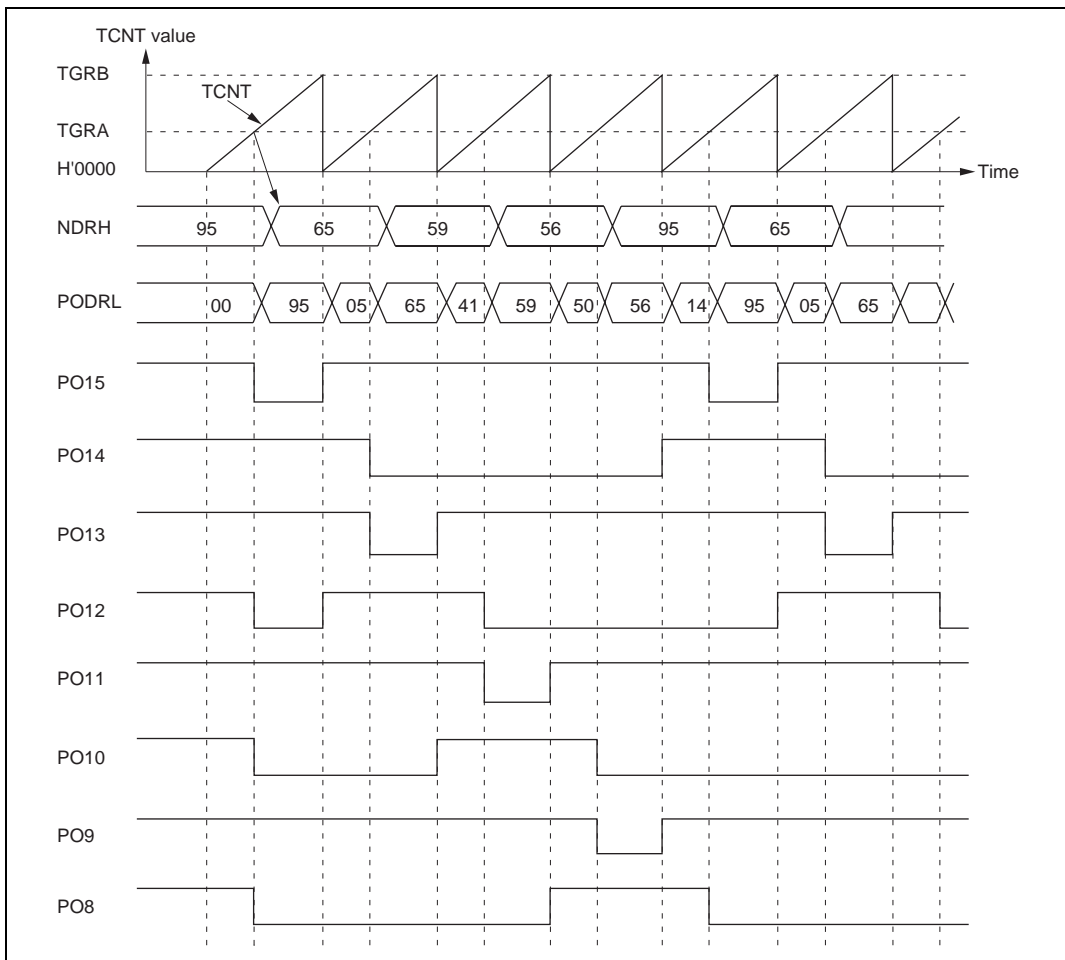 TCNT value
TGRB
TCNT
TGRA
H'0000
Time
NDRH 95 65 59 56 95 65
PODRL 00 95 05 65 41 59 50 56 14 95 05 65
PO15
PO14
PO13
PO12
PO11
PO10
PO9
PO8